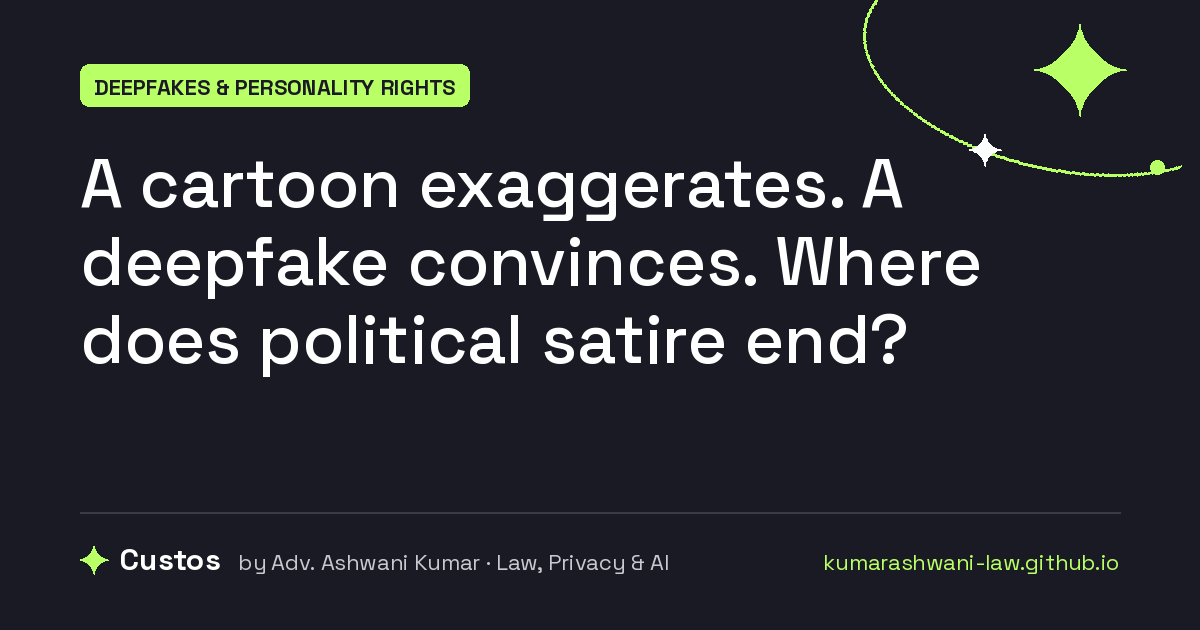 DEEPFAKES & PERSONALITY RIGHTS
A cartoon exaggerates. A
deepfake convinces. Where
does political satire end?
Custos by Adv. Ashwani Kumar · Law, Privacy & AI
kumarashwani-law.github.io